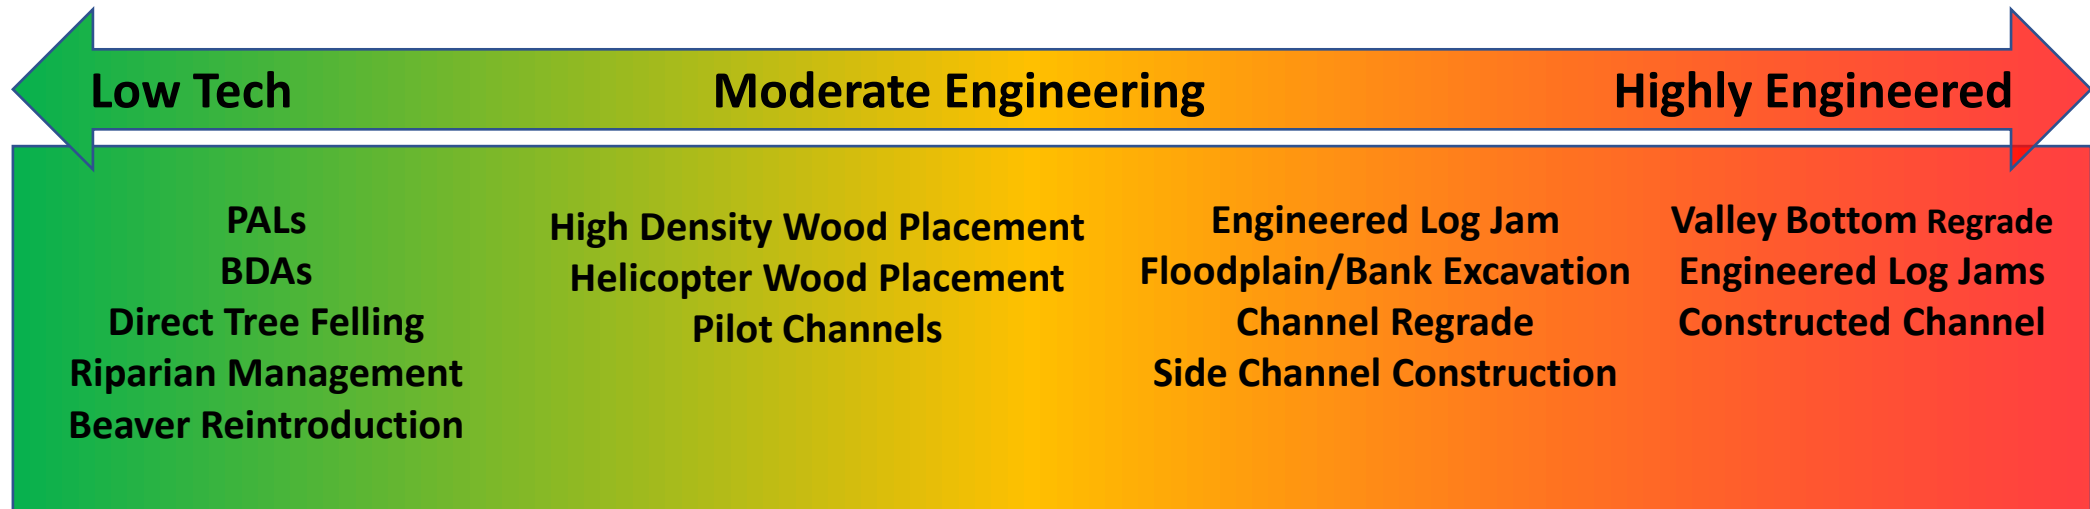 Low Tech
Moderate Engineering
Highly Engineered
PALs
BDAs
Direct Tree Felling
Riparian Management
Beaver Reintroduction
High Density Wood Placement
Helicopter Wood Placement
Pilot Channels
Engineered Log Jam
Floodplain/Bank Excavation
Channel Regrade
Side Channel Construction
Valley Bottom Regrade
Engineered Log Jams
Constructed Channel